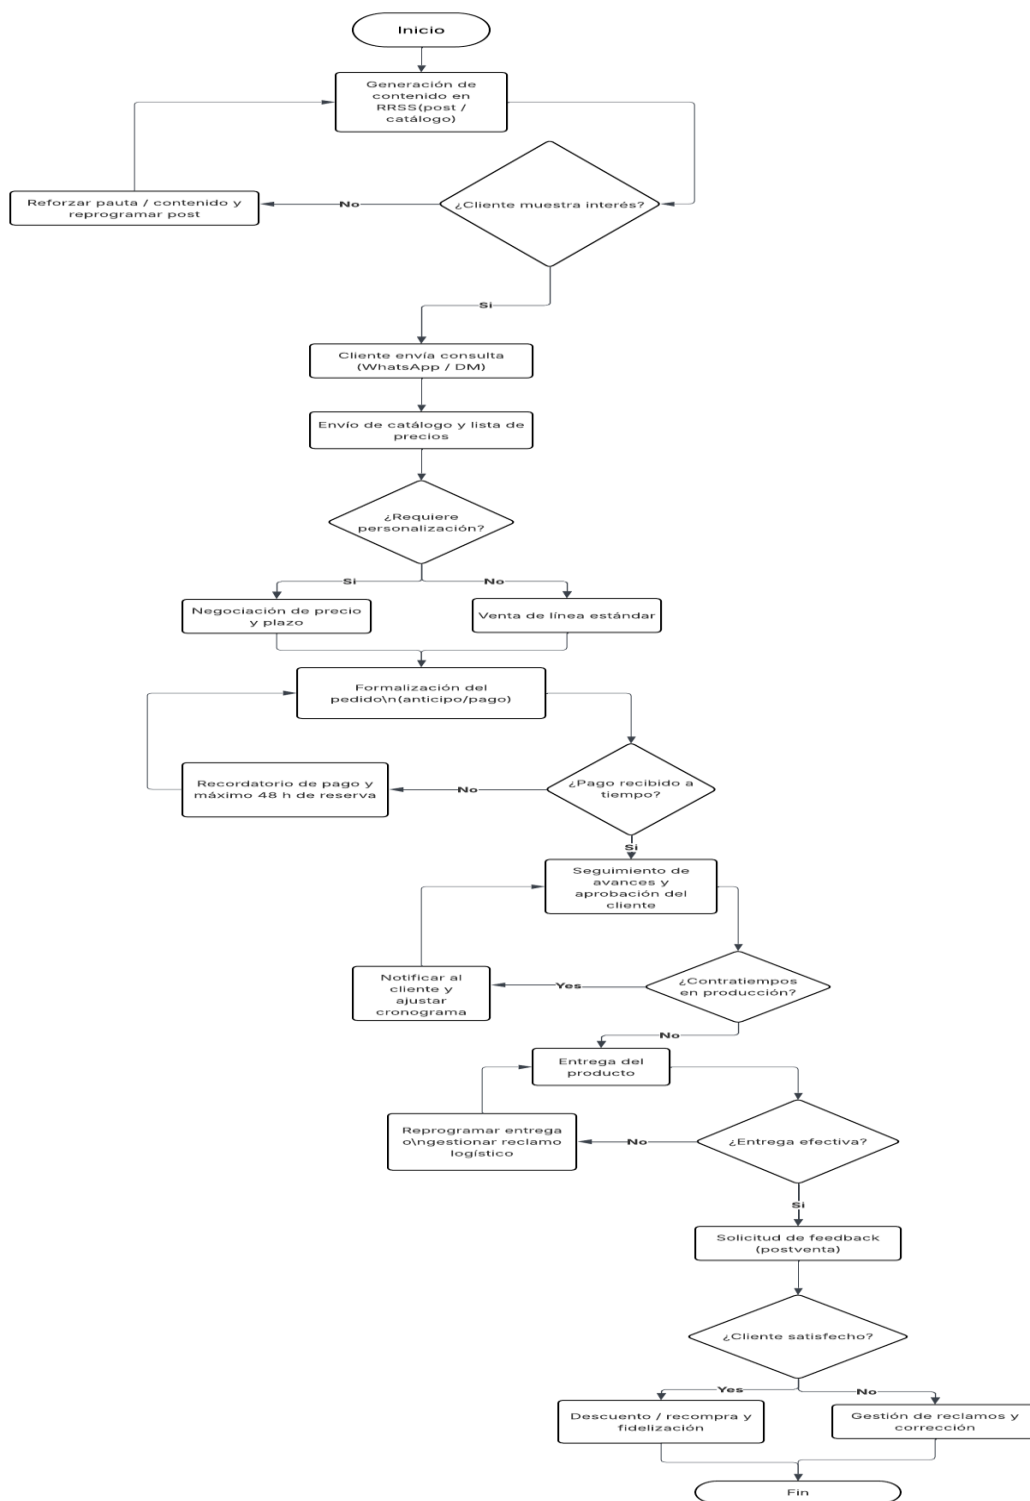 Inicio
Generación de
contenido en
RRSS(post /
catálogo)
¿Cliente muestra interés?
No
Reforzar pauta / contenido y
reprogramar post
Si
Cliente envía consulta
(WhatsApp / DM)
Envío de catálogo y lista de
precios
¿Requiere
personalización?
Si
No
Negociación de precio
y plazo
Venta de línea estándar
Formalización del
pedido\n(anticipo/pago)
¿Pago recibido a
tiempo?
No
Recordatorio de pago y
máximo 48 h de reserva
Si
Seguimiento de
avances y
aprobación del
cliente
¿Contratiempos
en producción?
Yes
Notificar al
cliente y
ajustar
cronograma
No
Entrega del
producto
¿Entrega efectiva?
No
Reprogramar entrega
o\ngestionar reclamo
logístico
Si
Solicitud de feedback
(postventa)
¿Cliente satisfecho?
Yes
No
Descuento / recompra y
fidelización
Gestión de reclamos y
corrección
Fin